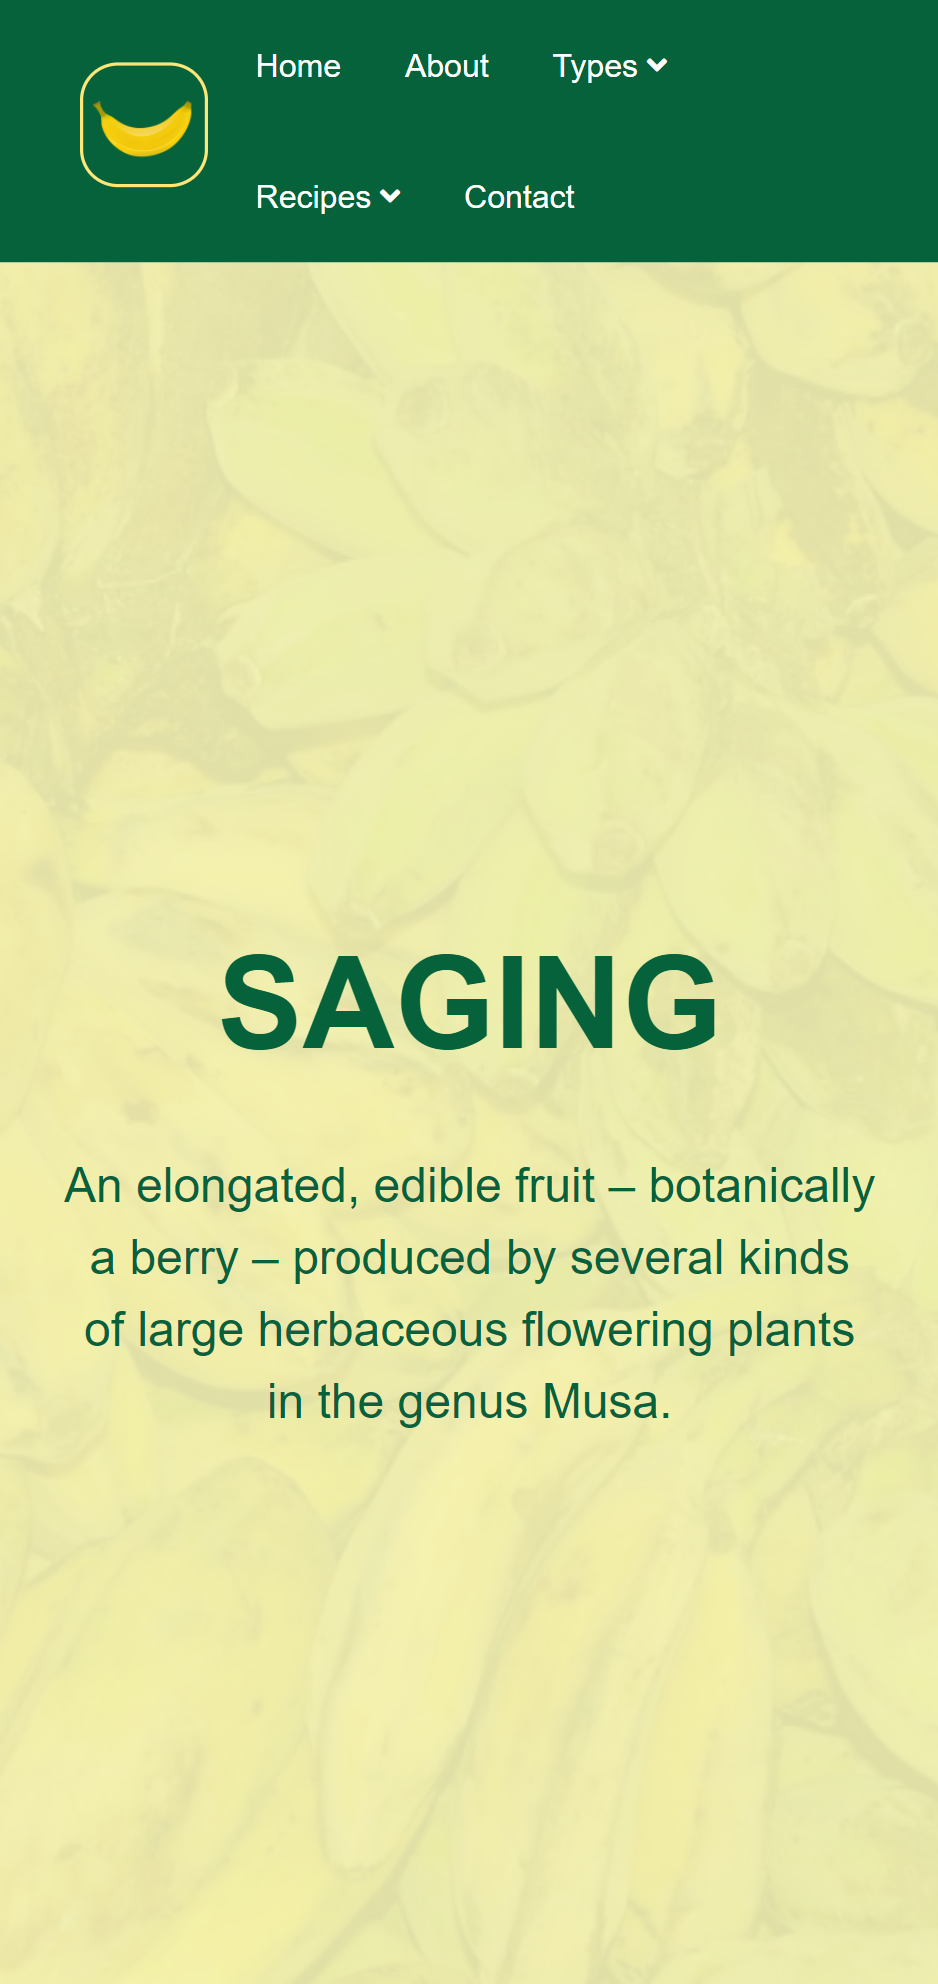 Home About Types
Recipes Contact
SAGING
An elongated, edible fruit – botanically
a berry – produced by several kinds
of large herbaceous flowering plants
in the genus Musa.